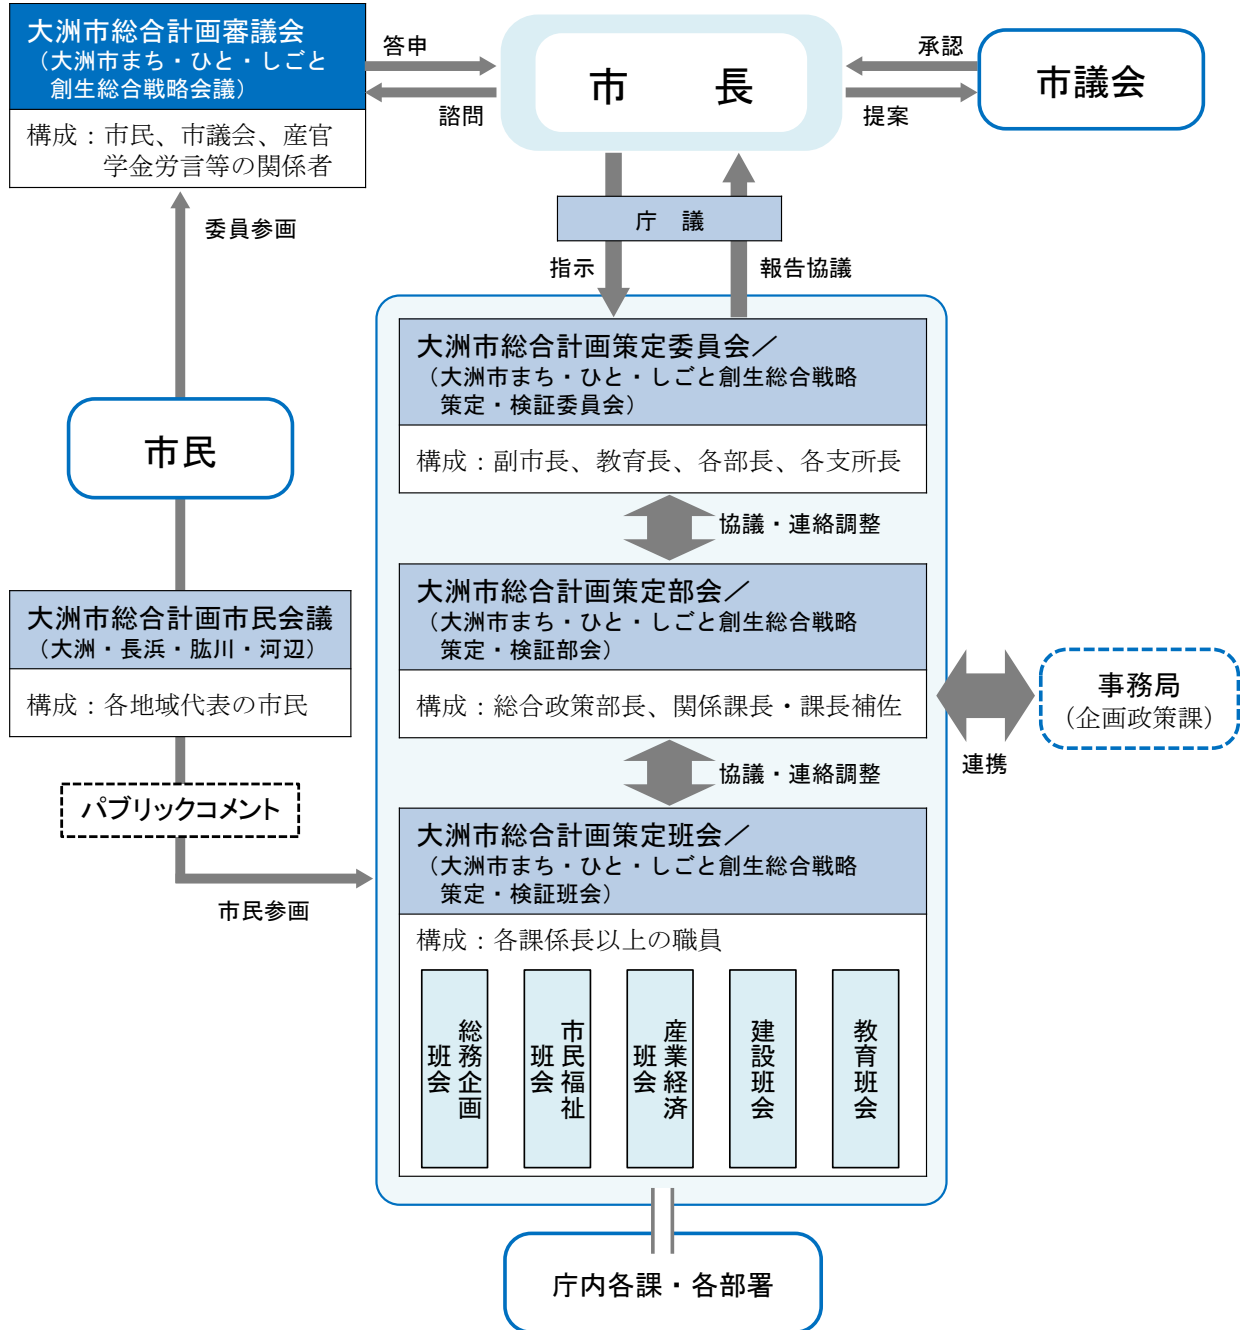 大洲市総合計画審議会
（大洲市まち・ひと・しごと
創生総合戦略会議）
構成：市民、市議会、産官
学金労言等の関係者
答申
諮問
市　長
承認
提案
市議会
委員参画
庁　議
指示
報告協議
大洲市総合計画策定委員会／
（大洲市まち・ひと・しごと創生総合戦略
策定・検証委員会）
構成：副市長、教育長、各部長、各支所長
市民
協議・連絡調整
大洲市総合計画市民会議
（大洲・長浜・肱川・河辺）
構成：各地域代表の市民
大洲市総合計画策定部会／
（大洲市まち・ひと・しごと創生総合戦略
策定・検証部会）
構成：総合政策部長、関係課長・課長補佐
事務局
（企画政策課）
連携
協議・連絡調整
パブリックコメント
市民参画
大洲市総合計画策定班会／
（大洲市まち・ひと・しごと創生総合戦略
策定・検証班会）
構成：各課係長以上の職員
総務企画
班会
市民福祉
班会
産業経済
班会
建設班会
教育班会
庁内各課・各部署